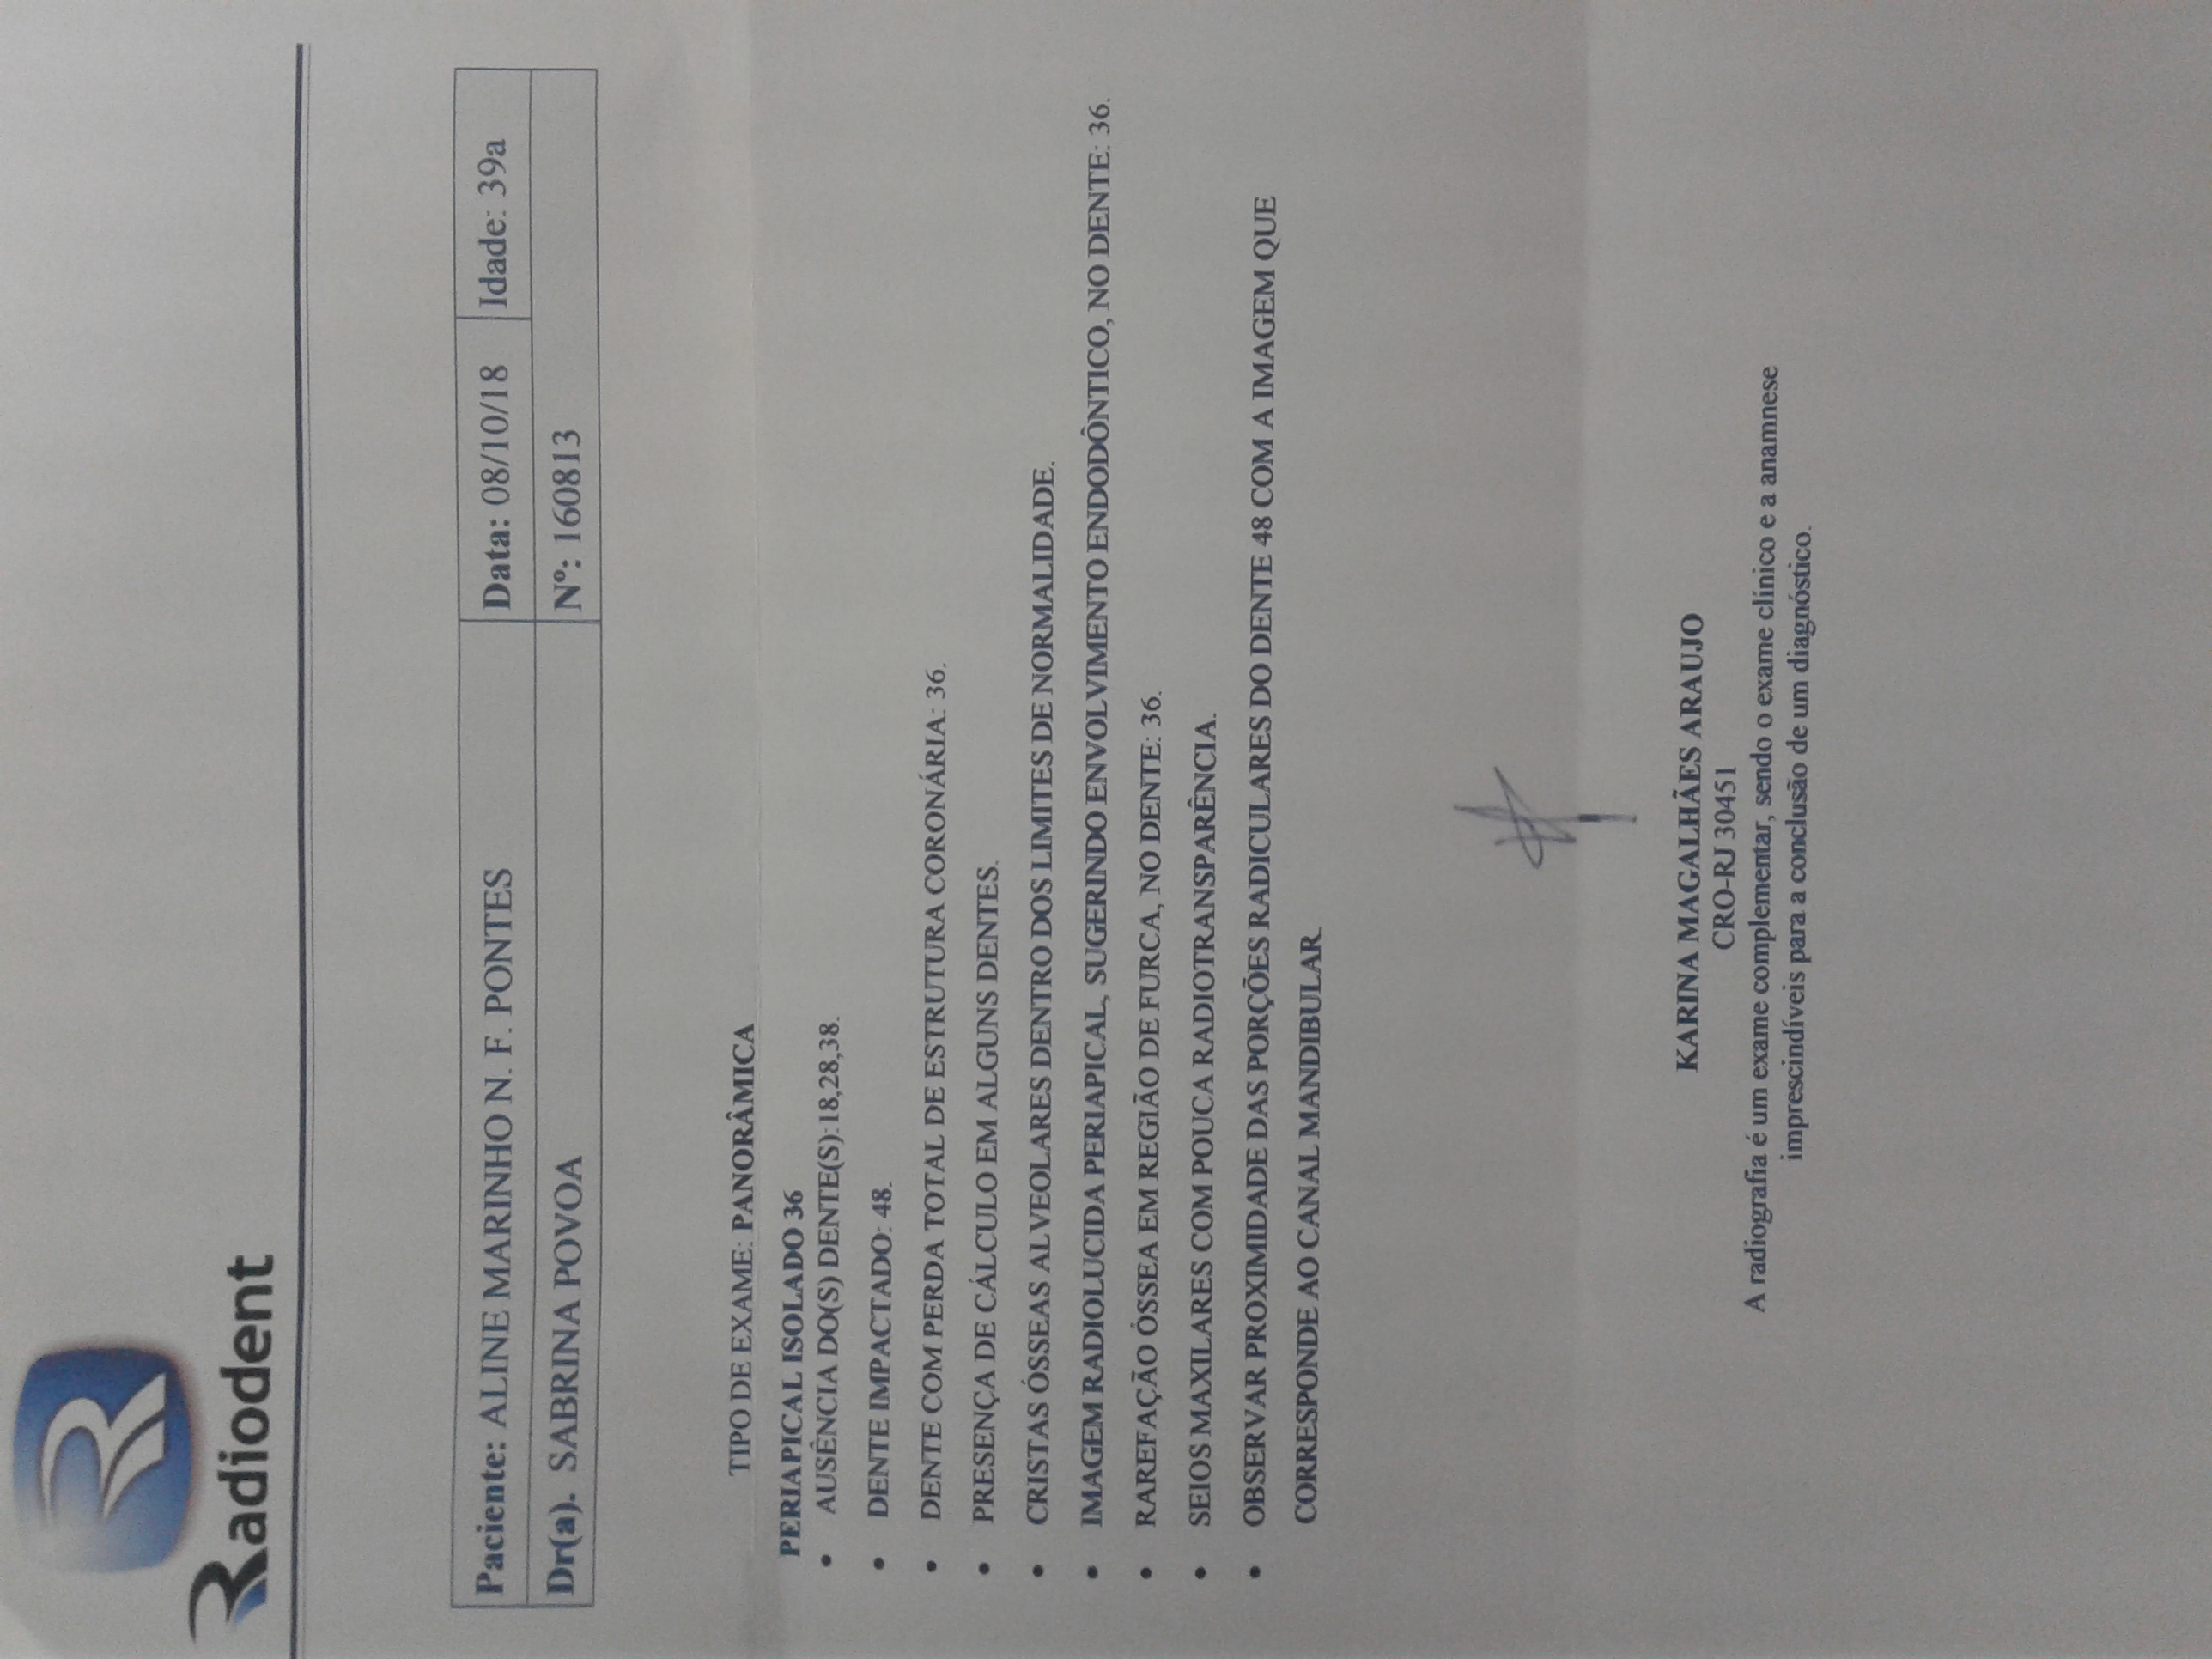 Radiodent
Paciente: ALINE MARINHO N. F. PONTES Data: 08/10/18 Idade: 39a
Dr(a). SABRINA POVOA Nº: 160813
TIPO DE EXAME: PANORÂMICA
PERIAPICAL ISOLADO 36
• AUSÊNCIA DO(S) DENTE(S):18,28,38.
• DENTE IMPACTADO: 48.
• DENTE COM PERDA TOTAL DE ESTRUTURA CORONÁRIA: 36.
• PRESENÇA DE CÁLCULO EM ALGUNS DENTES.
• CRISTAS ÓSSEAS ALVEOLARES DENTRO DOS LIMITES DE NORMALIDADE.
• IMAGEM RADIOLUCIDA PERIAPICAL, SUGERINDO ENVOLVIMENTO ENDODÔNTICO, NO DENTE: 36.
• RAREFAÇÃO ÓSSEA EM REGIÃO DE FURCA, NO DENTE: 36.
• SEIOS MAXILARES COM POUCA RADIOTRANSPARÊNCIA.
• OBSERVAR PROXIMIDADE DAS PORÇÕES RADICULARES DO DENTE 48 COM A IMAGEM QUE
CORRESPONDE AO CANAL MANDIBULAR.
KARINA MAGALHÃES ARAUJO
CRO-RJ 30451
A radiografia é um exame complementar, sendo o exame clínico e a anamnese
imprescindíveis para a conclusão de um diagnóstico.